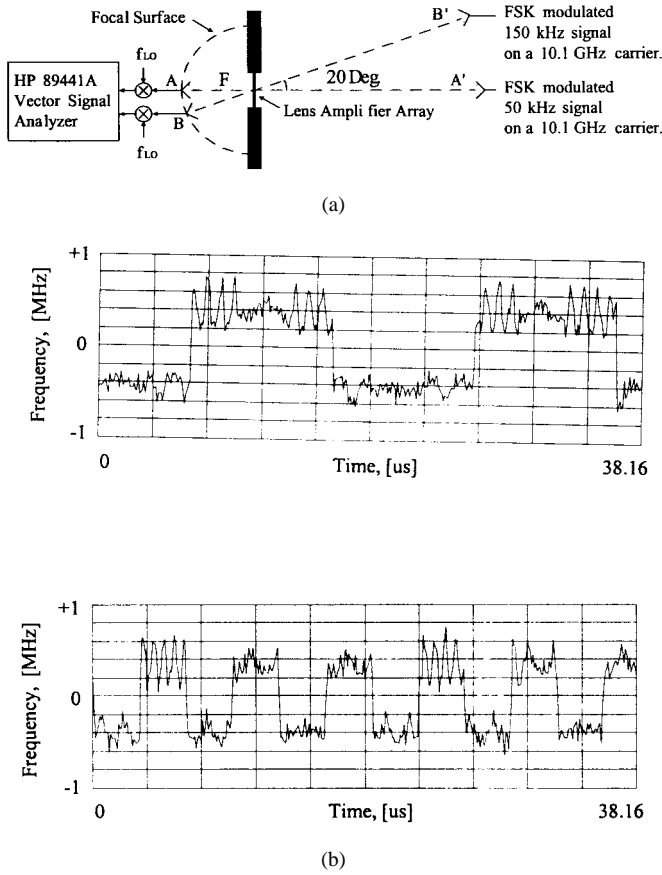 Focal Surface
B'
FSK modulated
150 kHz signal
on a 10.1 GHz carrier.
fLO
HP 89441A
Vector Signal
Analyzer
A
F
20 Deg.
A'
B
Lens Ampli fier Array
FSK modulated
50 kHz signal
on a 10.1 GHz carrier.
fLO
(a)
+1
Frequency, [MHz]
0
-1
0
Time, [us]
38.16
+1
Frequency, [MHz]
0
-1
0
Time, [us]
38.16
(b)